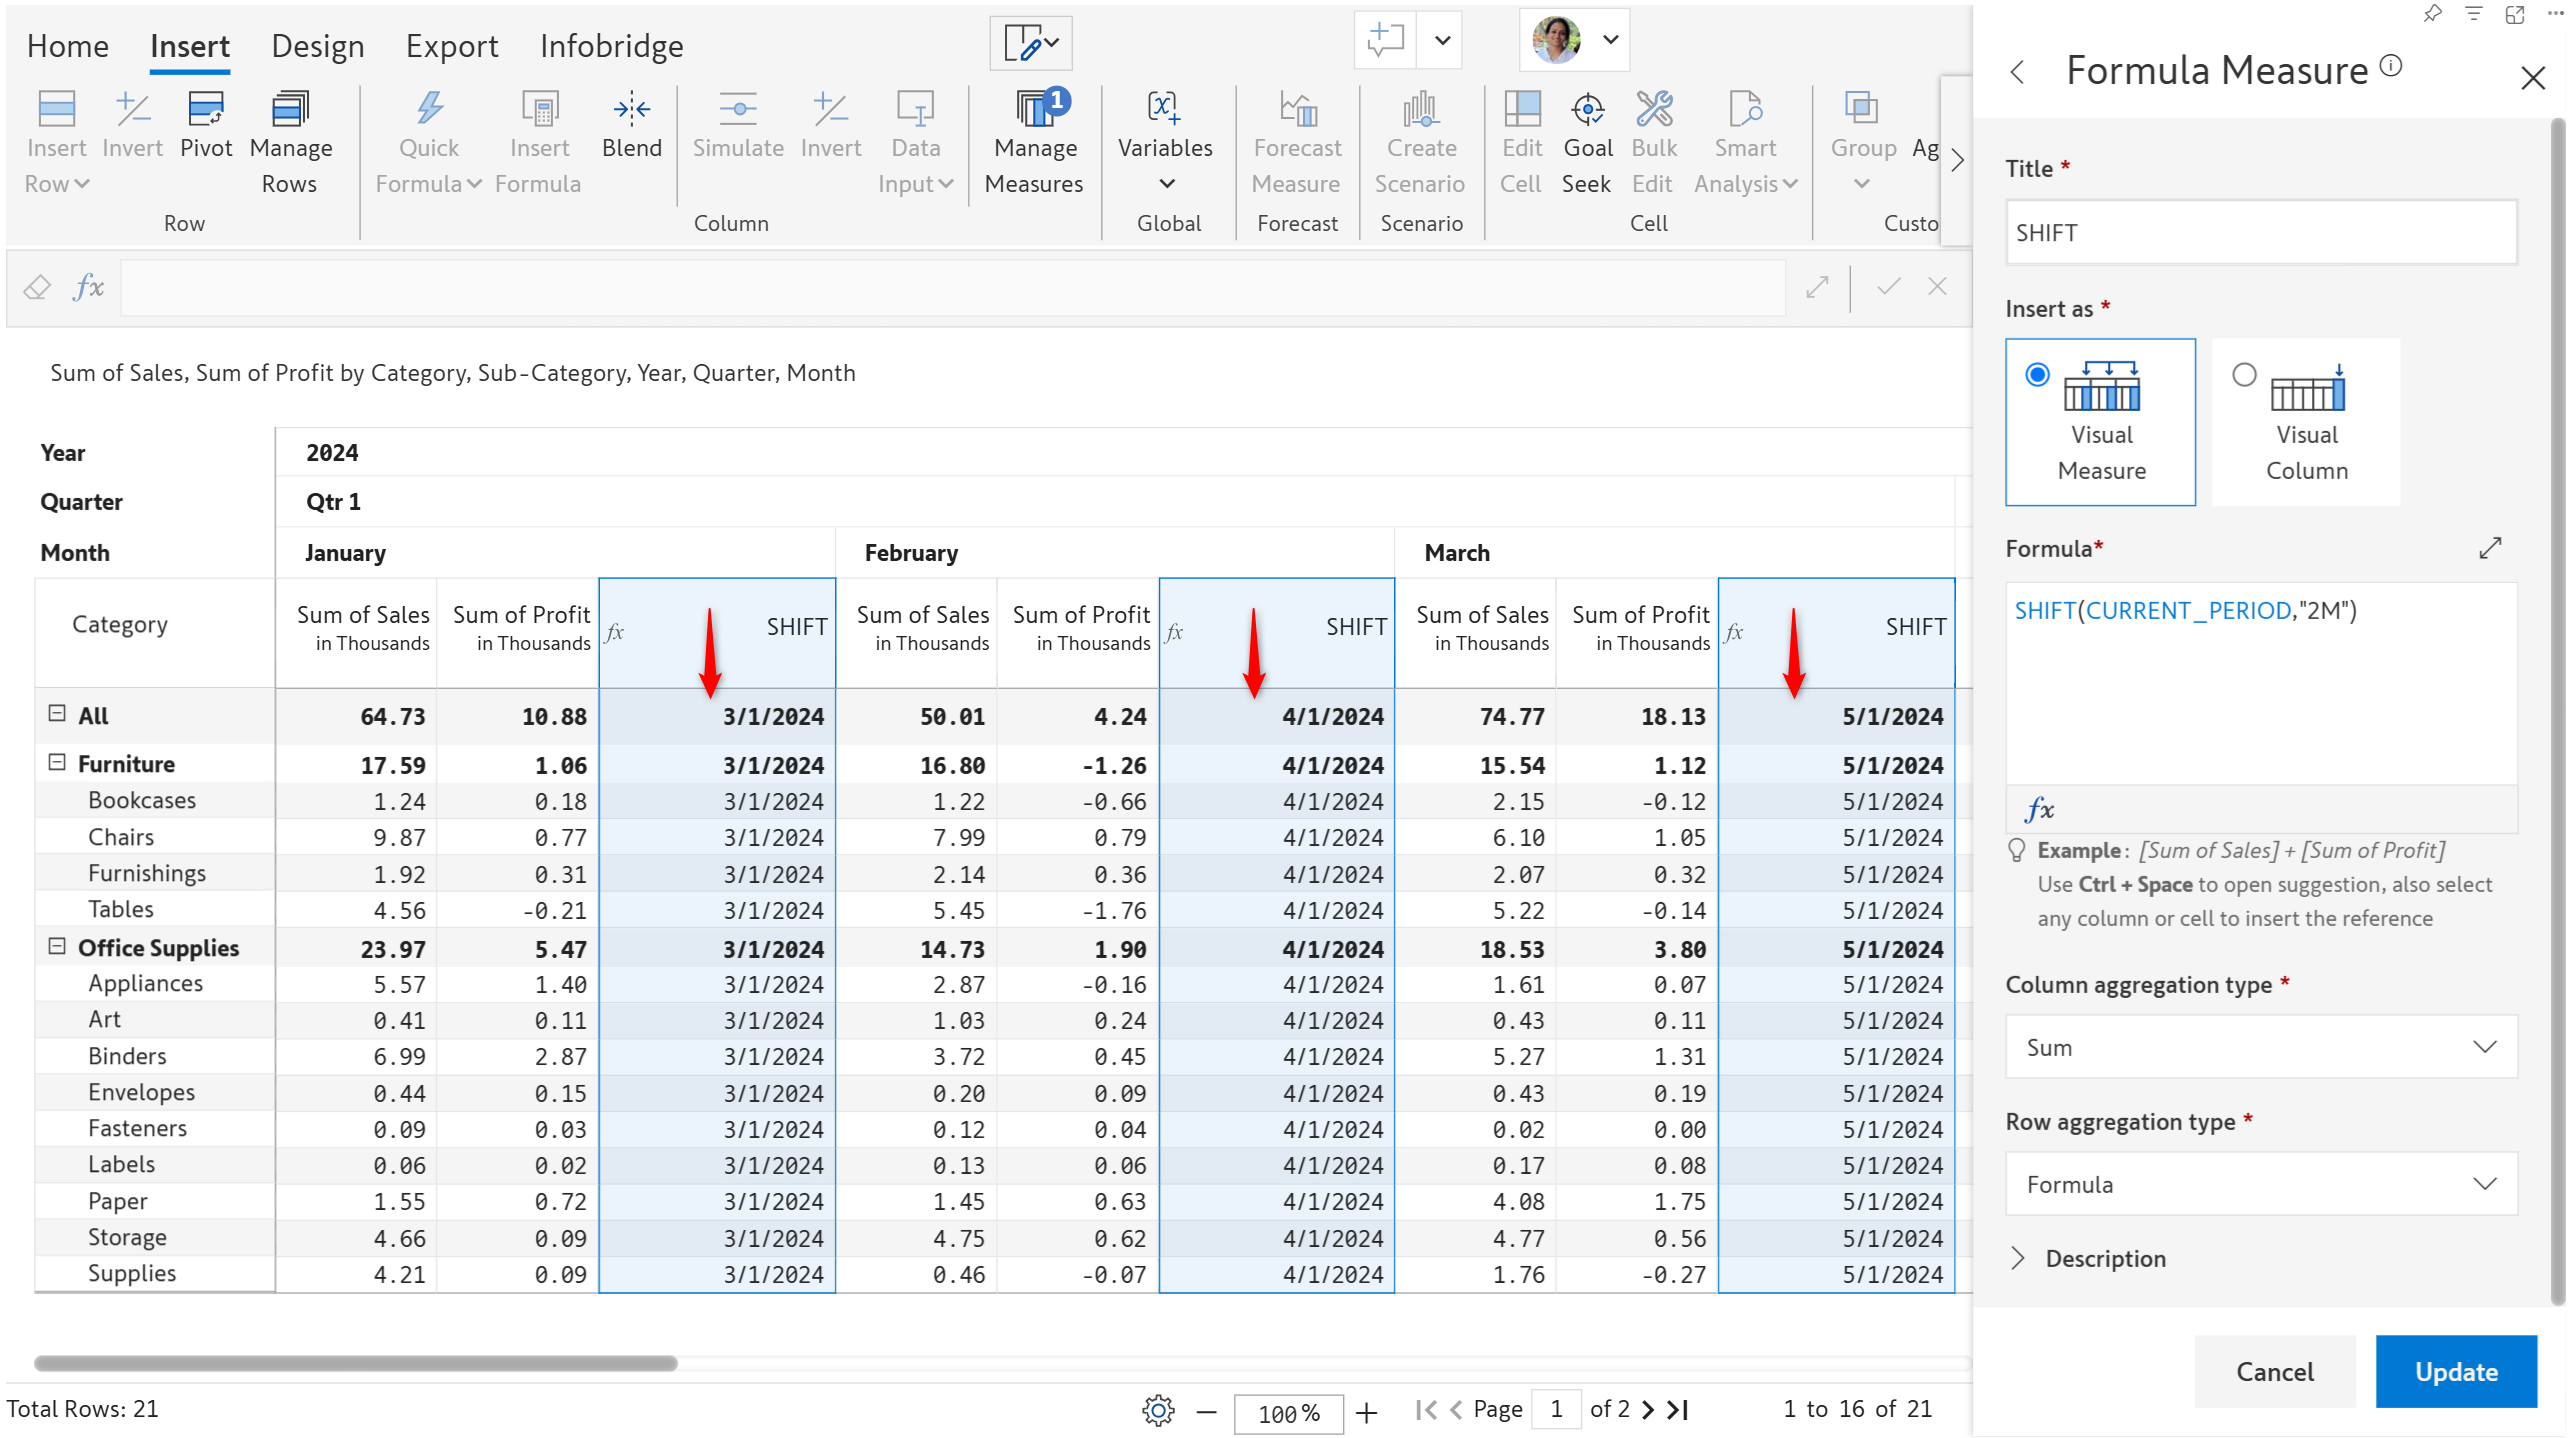 Home Insert Design Export Infobridge
Insert Row Invert Pivot Manage Rows Quick Formula Insert Formula Blend Simulate Invert Data Input Manage Measures 1 Variables Forecast Measure Create Scenario Edit Cell Goal Seek Bulk Edit Smart Analysis Group
Row Column Global Forecast Scenario Cell
fx
Sum of Sales, Sum of Profit by Category, Sub-Category, Year, Quarter, Month
Year 2024
Quarter Qtr 1
Month January February March
Category Sum of Sales in Thousands Sum of Profit in Thousands fx SHIFT Sum of Sales in Thousands Sum of Profit in Thousands fx SHIFT Sum of Sales in Thousands Sum of Profit in Thousands fx SHIFT
All 64.73 10.88 3/1/2024 50.01 4.24 4/1/2024 74.77 18.13 5/1/2024
Furniture 17.59 1.06 3/1/2024 16.80 -1.26 4/1/2024 15.54 1.12 5/1/2024
Bookcases 1.24 0.18 3/1/2024 1.22 -0.66 4/1/2024 2.15 -0.12 5/1/2024
Chairs 9.87 0.77 3/1/2024 7.99 0.79 4/1/2024 6.10 1.05 5/1/2024
Furnishings 1.92 0.31 3/1/2024 2.14 0.36 4/1/2024 2.07 0.32 5/1/2024
Tables 4.56 -0.21 3/1/2024 5.45 -1.76 4/1/2024 5.22 -0.14 5/1/2024
Office Supplies 23.97 5.47 3/1/2024 14.73 1.90 4/1/2024 18.53 3.80 5/1/2024
Appliances 5.57 1.40 3/1/2024 2.87 -0.16 4/1/2024 1.61 0.07 5/1/2024
Art 0.41 0.11 3/1/2024 1.03 0.24 4/1/2024 0.43 0.11 5/1/2024
Binders 6.99 2.87 3/1/2024 3.72 0.45 4/1/2024 5.27 1.31 5/1/2024
Envelopes 0.44 0.15 3/1/2024 0.20 0.09 4/1/2024 0.43 0.19 5/1/2024
Fasteners 0.09 0.03 3/1/2024 0.12 0.04 4/1/2024 0.02 0.00 5/1/2024
Labels 0.06 0.02 3/1/2024 0.13 0.06 4/1/2024 0.17 0.08 5/1/2024
Paper 1.55 0.72 3/1/2024 1.45 0.63 4/1/2024 4.08 1.75 5/1/2024
Storage 4.66 0.09 3/1/2024 4.75 0.62 4/1/2024 4.77 0.56 5/1/2024
Supplies 4.21 0.09 3/1/2024 0.46 -0.07 4/1/2024 1.76 -0.27 5/1/2024
Total Rows: 21 100% Page 1 of 2 1 to 16 of 21
Formula Measure
Title *
SHIFT
Insert as *
Visual Measure Visual Column
Formula*
SHIFT(CURRENT_PERIOD,"2M")
fx
Example: [Sum of Sales] + [Sum of Profit]
Use Ctrl + Space to open suggestion, also select
any column or cell to insert the reference
Column aggregation type *
Sum
Row aggregation type *
Formula
Description
Cancel Update